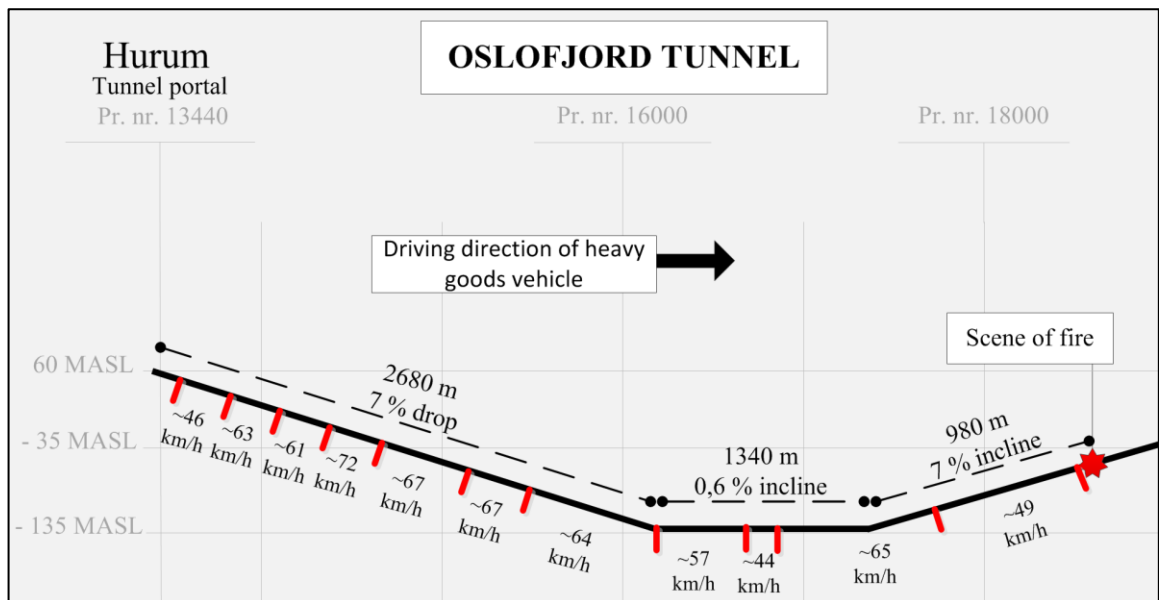 Hurum
Tunnel portal
OSLOFJORD TUNNEL
Pr. nr. 13440
Pr. nr. 16000
Pr. nr. 18000
Driving direction of heavy
goods vehicle
Scene of fire
60 MASL
- 35 MASL
- 135 MASL
2680 m
7 % drop
1340 m
0,6 % incline
980 m
7 % incline
~46
km/h
~63
km/h
~61
km/h
~72
km/h
~67
km/h
~67
km/h
~64
km/h
~57
km/h
~44
km/h
~65
km/h
~49
km/h